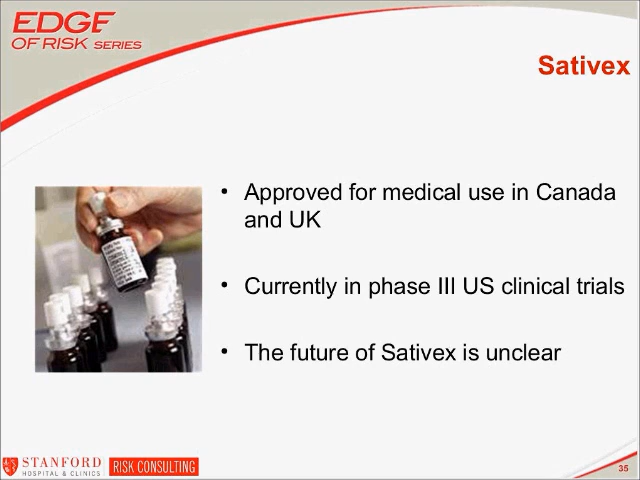 EDGE
OF RISK SERIES
Sativex
• Approved for medical use in Canada
and UK
• Currently in phase III US clinical trials
• The future of Sativex is unclear
STANFORD
HOSPITAL & CLINICS
RISK CONSULTING
35